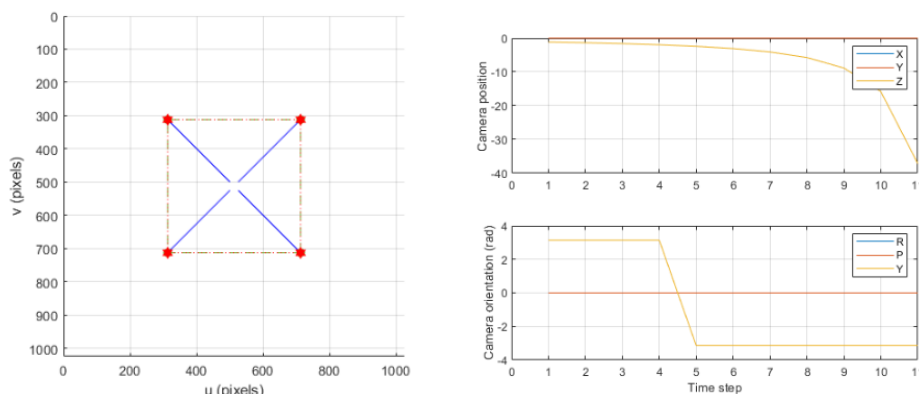 0
100
200
300
400
500
600
700
800
900
1000
v (pixels)
0 200 400 600 800 1000
u (pixels)
0
-10
-20
-30
-40
Camera position
X
Y
Z
0 1 2 3 4 5 6 7 8 9 10 11
4
2
0
-2
-4
Camera orientation (rad)
R
P
Y
0 1 2 3 4 5 6 7 8 9 10 11
Time step